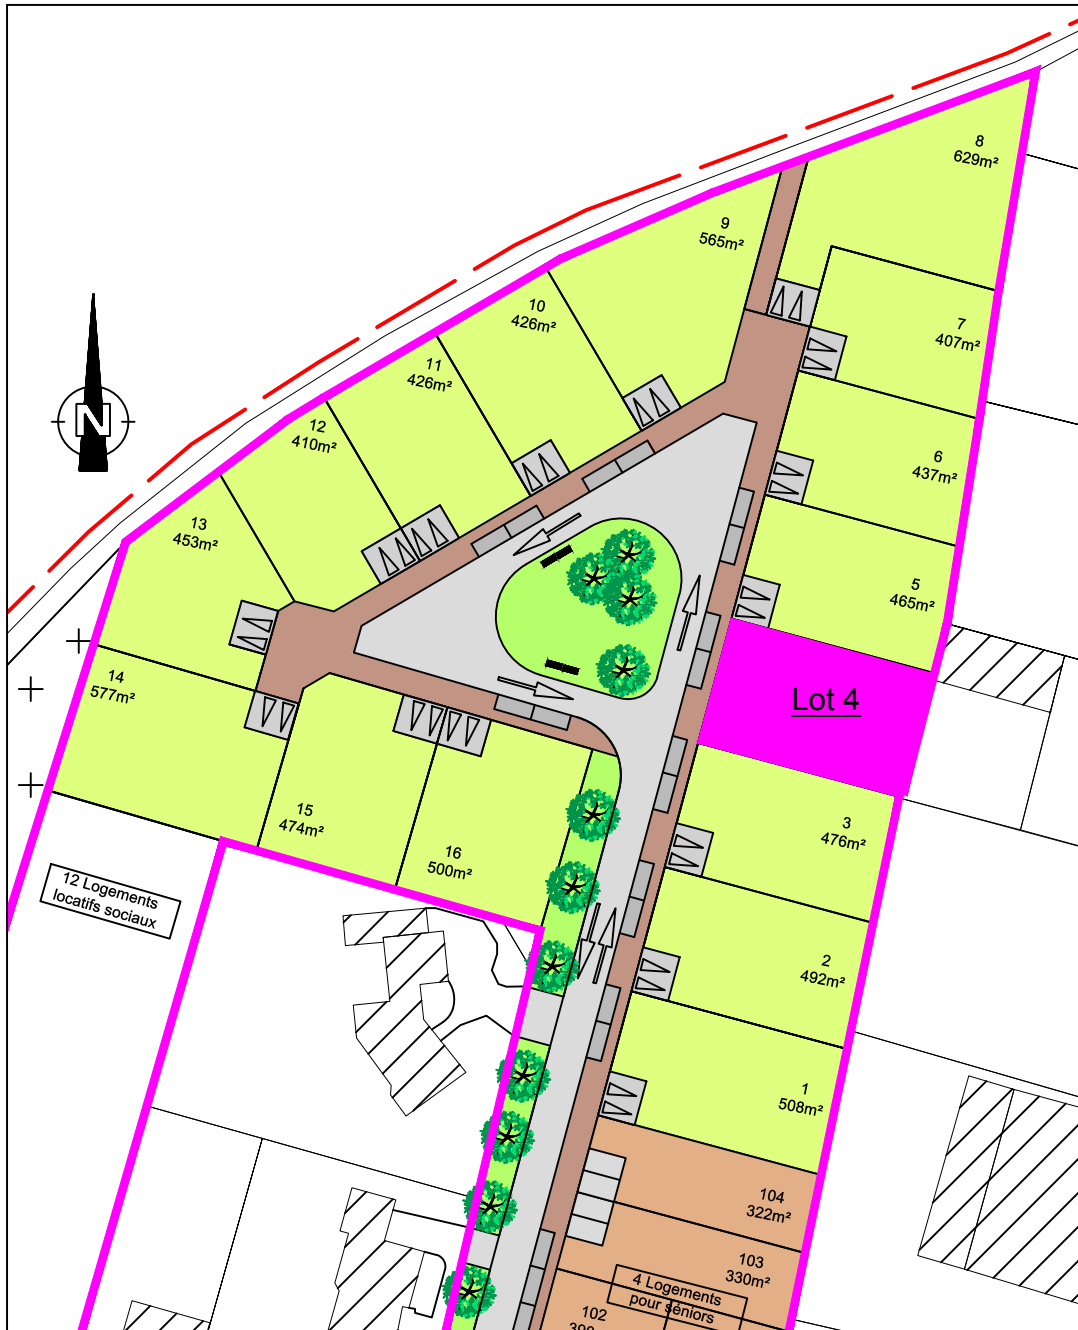 8
629m²
9
565m²
7
407m²
10
426m²
11
426m²
12
410m²
6
437m²
N
13
453m²
5
465m²
14
577m²
Lot 4
15
474m²
16
500m²
3
476m²
12 Logements
locatifs sociaux
2
492m²
1
508m²
104
322m²
103
330m²
4 Logements
pour séniors
102